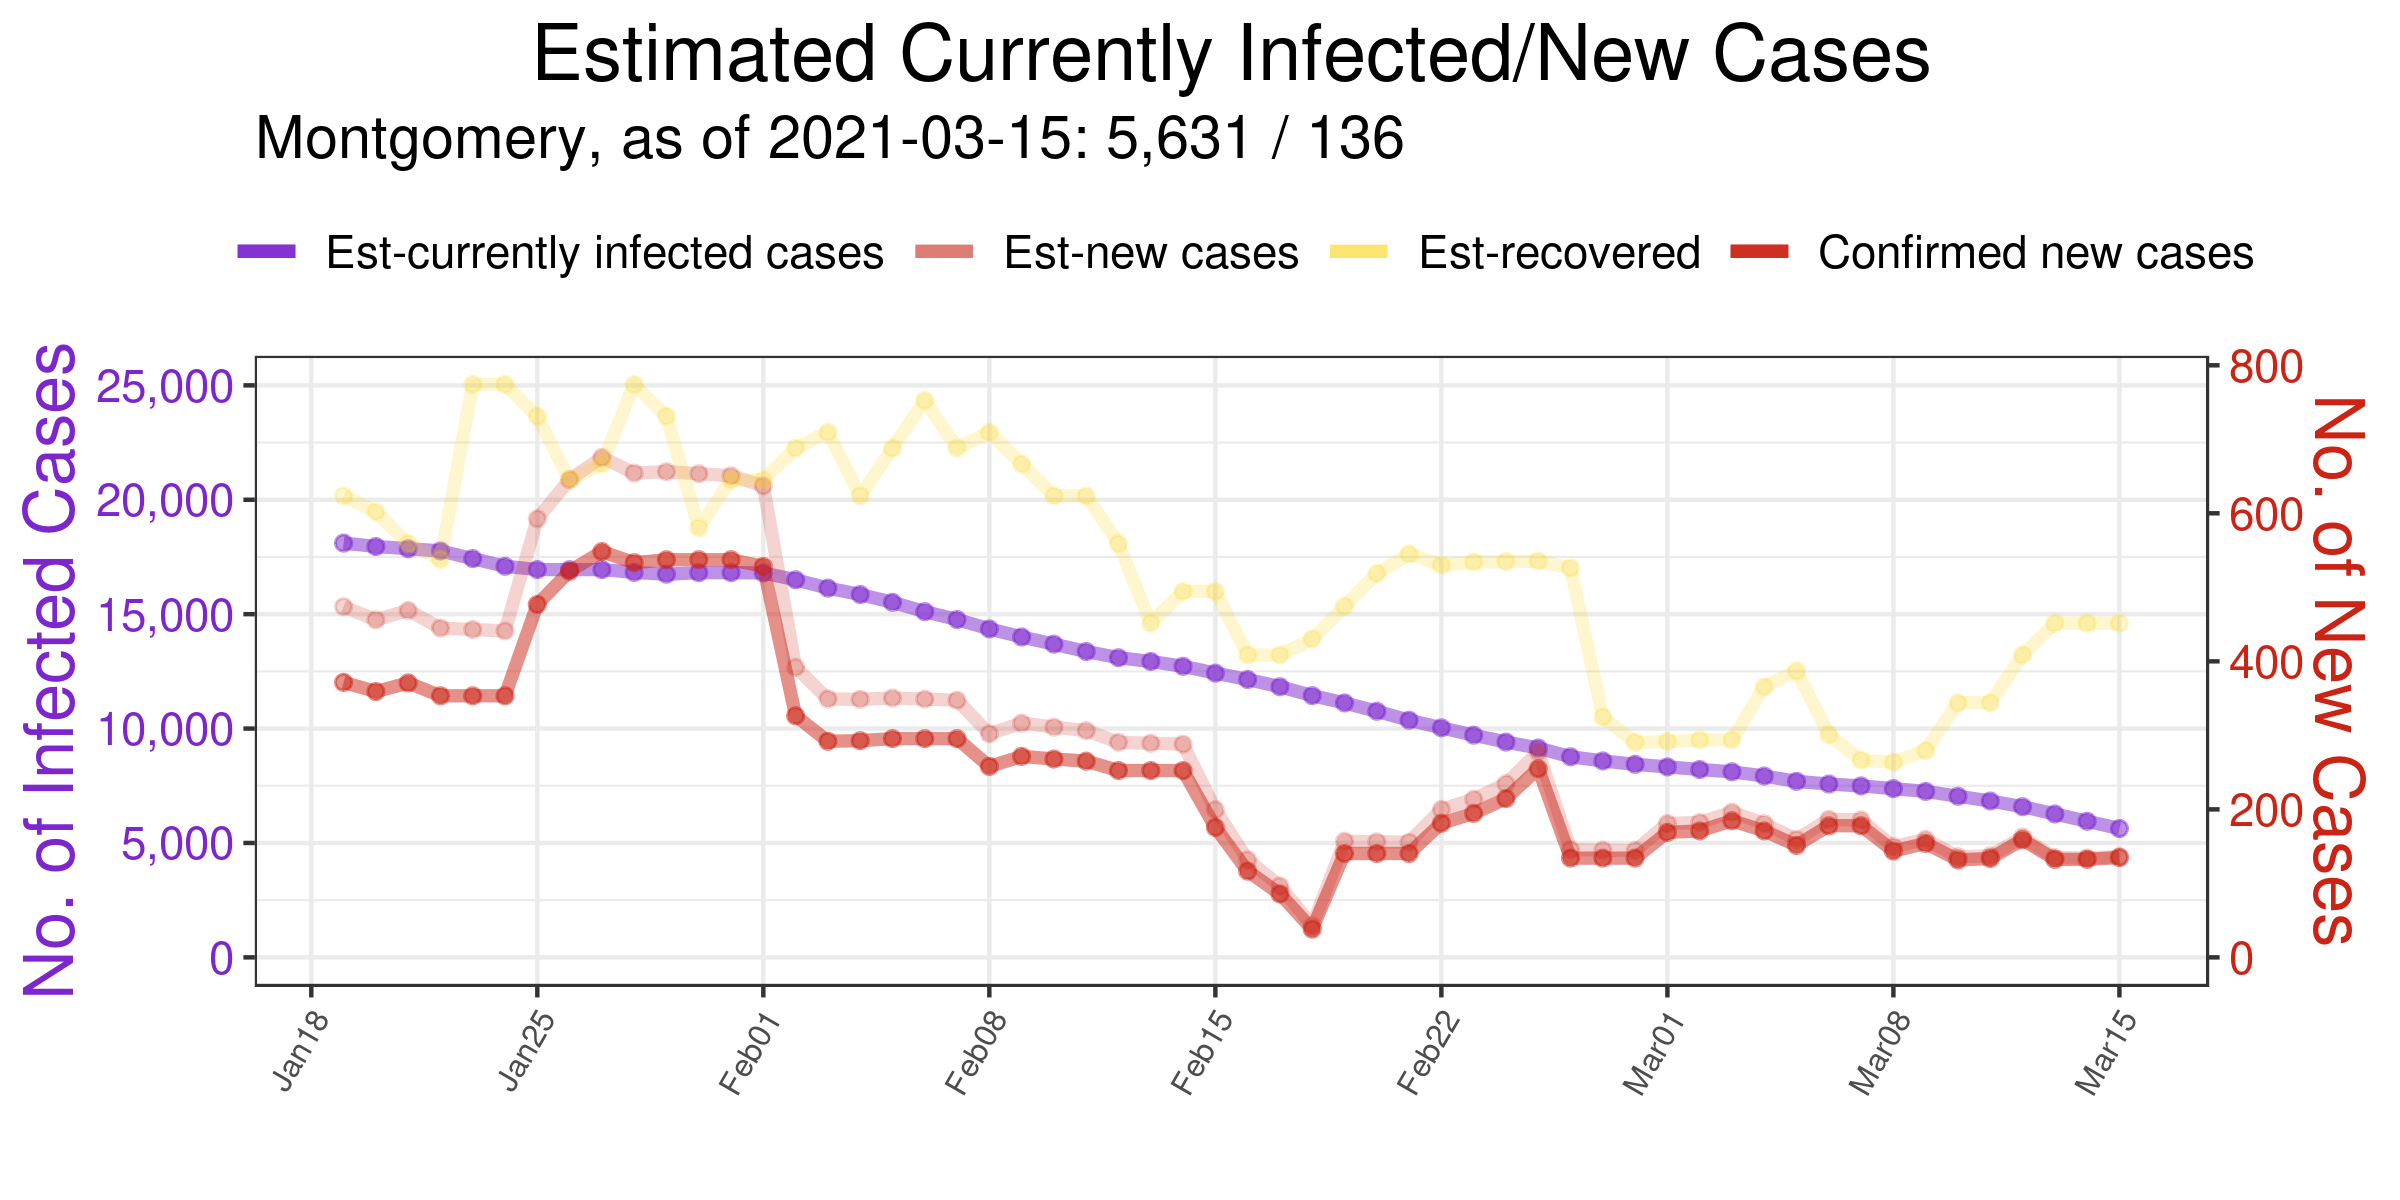 Estimated Currently Infected/New Cases
Montgomery, as of 2021-03-15: 5,631 / 136
Est-currently infected cases Est-new cases Est-recovered Confirmed new cases
No. of Infected Cases
25,000
20,000
15,000
10,000
5,000
0
800
600
400
200
0
No. of New Cases
Jan18 Jan25 Feb01 Feb08 Feb15 Feb22 Mar01 Mar08 Mar15